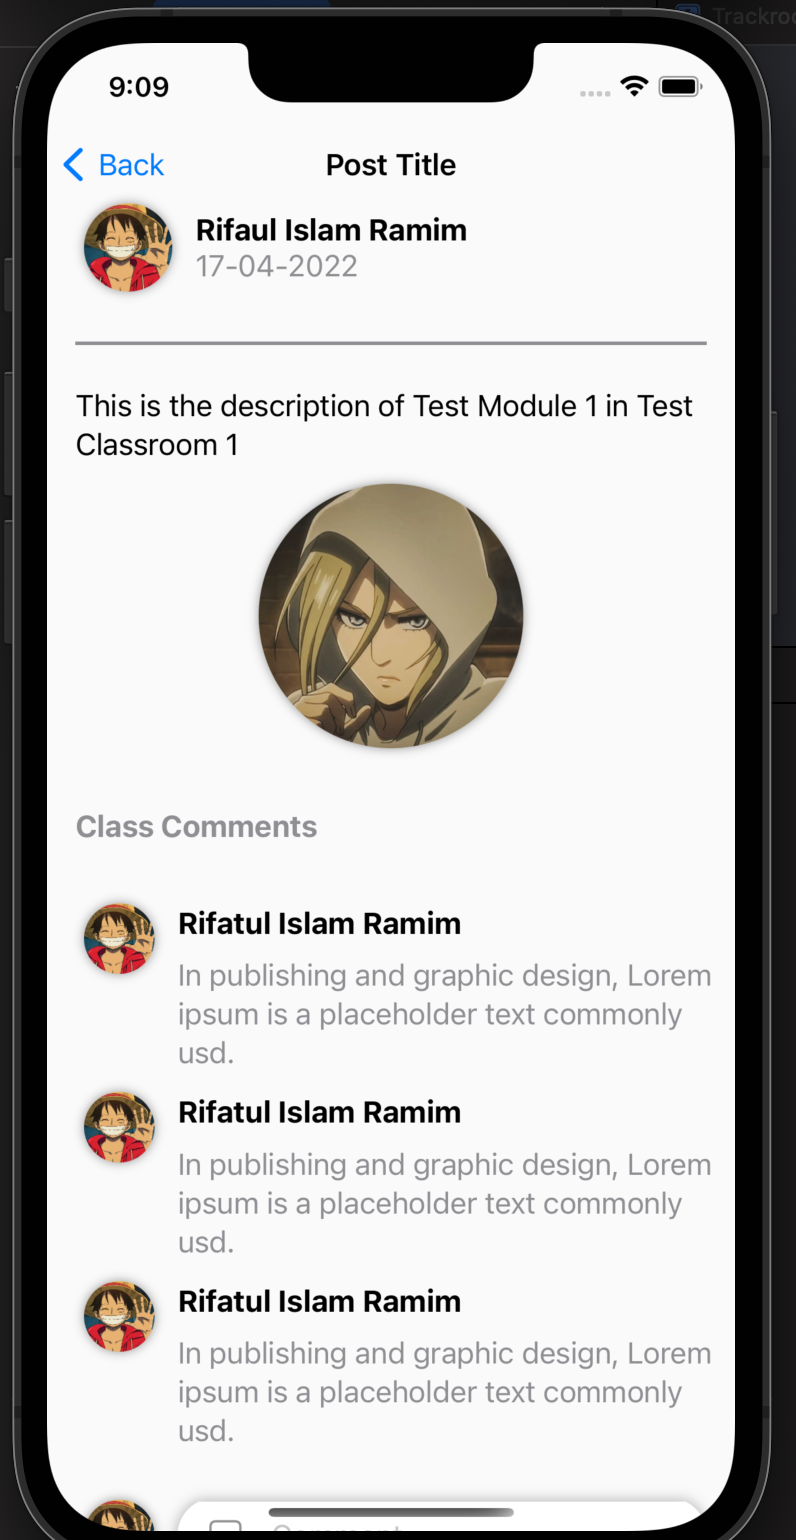 Trackroo
9:09
Back
Post Title
Rifaul Islam Ramim
17-04-2022
This is the description of Test Module 1 in Test
Classroom 1
Class Comments
Rifatul Islam Ramim
In publishing and graphic design, Lorem
ipsum is a placeholder text commonly
usd.
Rifatul Islam Ramim
In publishing and graphic design, Lorem
ipsum is a placeholder text commonly
usd.
Rifatul Islam Ramim
In publishing and graphic design, Lorem
ipsum is a placeholder text commonly
usd.